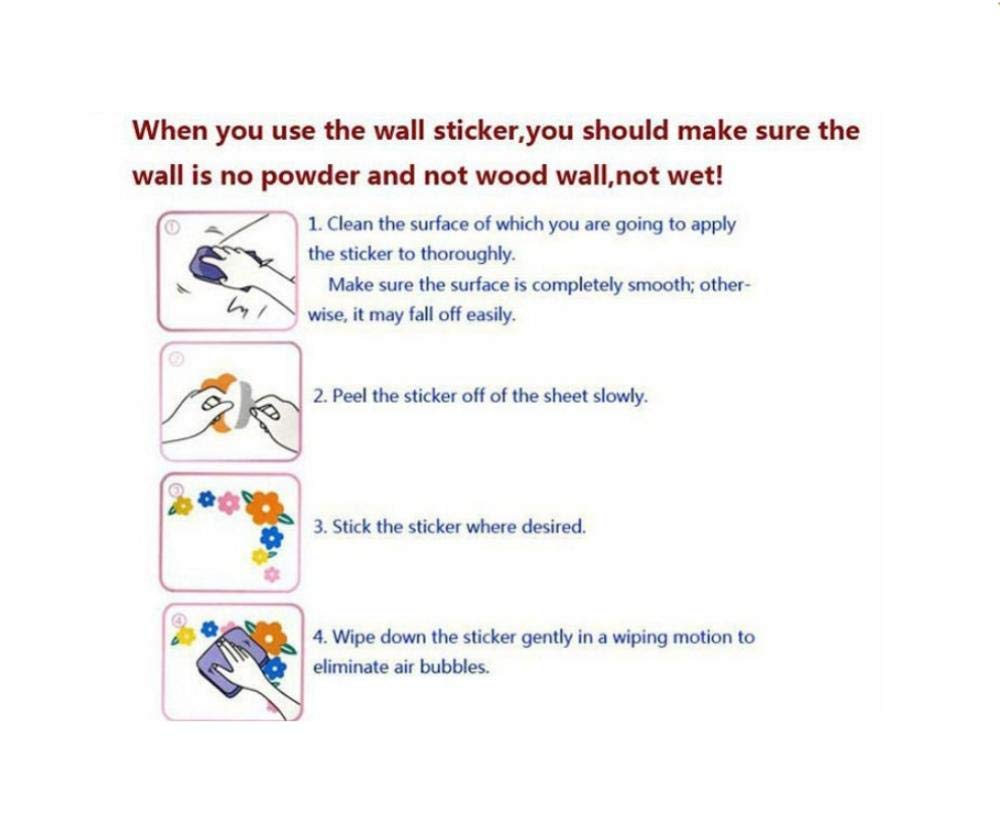 When you use the wall sticker,you should make sure the
wall is no powder and not wood wall,not wet!
①
1. Clean the surface of which you are going to apply
the sticker to thoroughly.
Make sure the surface is completely smooth; other-
wise, it may fall off easily.
②
2. Peel the sticker off of the sheet slowly.
③
3. Stick the sticker where desired.
④
4. Wipe down the sticker gently in a wiping motion to
eliminate air bubbles.